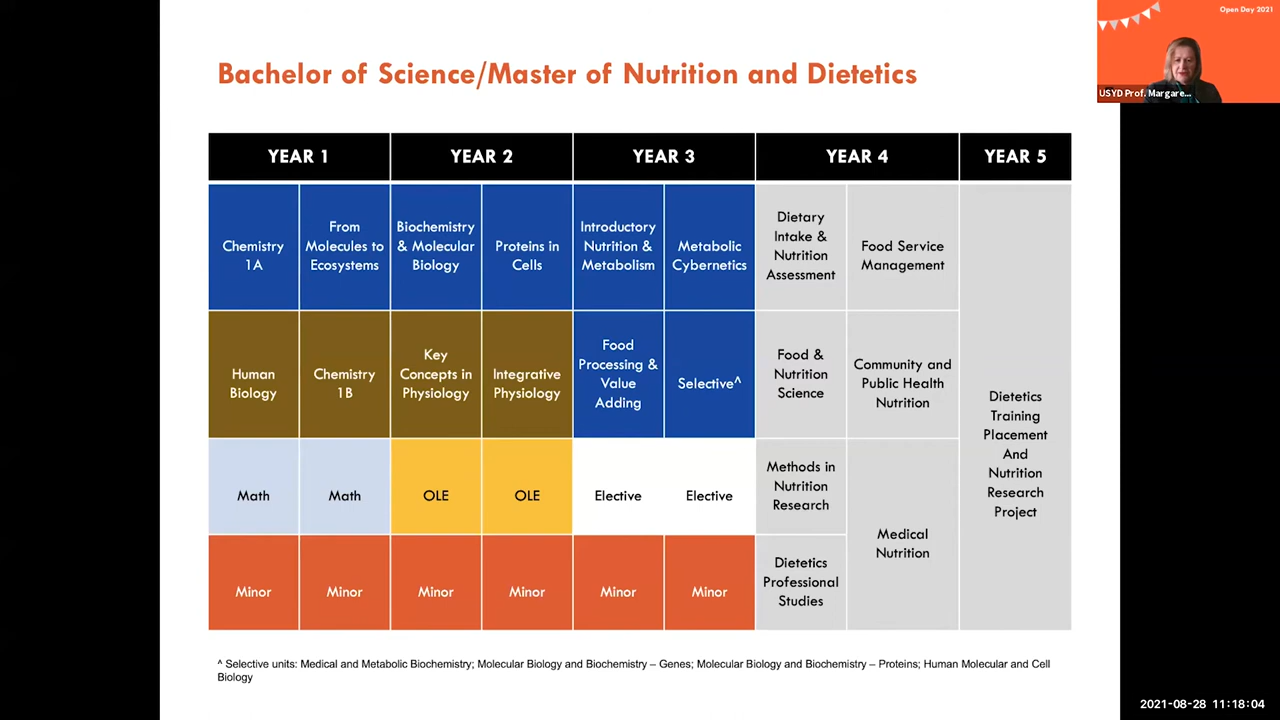 Open Day 2021
USYD Prof. Margare...
Bachelor of Science/Master of Nutrition and Dietetics
YEAR 1
YEAR 2
YEAR 3
YEAR 4
YEAR 5
Chemistry
1A
From
Molecules to
Ecosystems
Biochemistry
& Molecular
Biology
Proteins in
Cells
Introductory
Nutrition &
Metabolism
Metabolic
Cybernetics
Dietary
Intake &
Nutrition
Assessment
Food Service
Management
Human
Biology
Chemistry
1B
Key
Concepts in
Physiology
Integrative
Physiology
Food
Processing &
Value
Adding
Selective^
Food &
Nutrition
Science
Community and
Public Health
Nutrition
Dietetics
Training
Placement
And
Nutrition
Research
Project
Math
Math
OLE
OLE
Elective
Elective
Methods in
Nutrition
Research
Medical
Nutrition
Minor
Minor
Minor
Minor
Minor
Minor
Dietetics
Professional
Studies
^ Selective units: Medical and Metabolic Biochemistry; Molecular Biology and Biochemistry – Genes; Molecular Biology and Biochemistry – Proteins; Human Molecular and Cell
Biology
2021-08-28 11:18:04